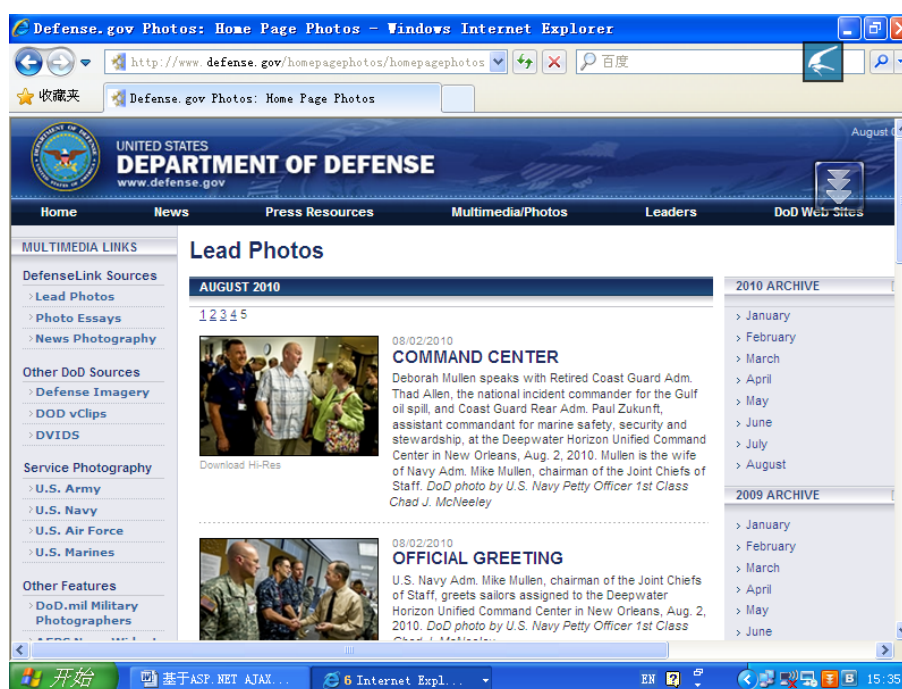 Defense.gov Photos: Home Page Photos - Windows Internet Explorer
http://www.defense.gov/homepagephotos/homepagephotos
百度
收藏夹
Defense.gov Photos: Home Page Photos
August
UNITED STATES
DEPARTMENT OF DEFENSE
www.defense.gov
Home News Press Resources Multimedia/Photos Leaders DoD Web Sites
MULTIMEDIA LINKS
DefenseLink Sources
Lead Photos
Photo Essays
News Photography
Other DoD Sources
Defense Imagery
DOD vClips
DVIDS
Service Photography
U.S. Army
U.S. Navy
U.S. Air Force
U.S. Marines
Other Features
DoD.mil Military
Photographers
Lead Photos
AUGUST 2010
1 2 3 4 5
08/02/2010
COMMAND CENTER
Deborah Mullen speaks with Retired Coast Guard Adm.
Thad Allen, the national incident commander for the Gulf
oil spill, and Coast Guard Rear Adm. Paul Zukunft,
assistant commandant for marine safety, security and
stewardship, at the Deepwater Horizon Unified Command
Center in New Orleans, Aug. 2, 2010. Mullen is the wife
of Navy Adm. Mike Mullen, chairman of the Joint Chiefs of
Staff. DoD photo by U.S. Navy Petty Officer 1st Class
Chad J. McNeeley
Download Hi-Res
08/02/2010
OFFICIAL GREETING
U.S. Navy Adm. Mike Mullen, chairman of the Joint Chiefs
of Staff, greets sailors assigned to the Deepwater
Horizon Unified Command Center in New Orleans, Aug. 2,
2010. DoD photo by U.S. Navy Petty Officer 1st Class
Chad J. McNeeley
2010 ARCHIVE
January
February
March
April
May
June
July
August
2009 ARCHIVE
January
February
March
April
May
June
开始
基于ASP.NET AJAX...
6 Internet Expl...
EN
15:35